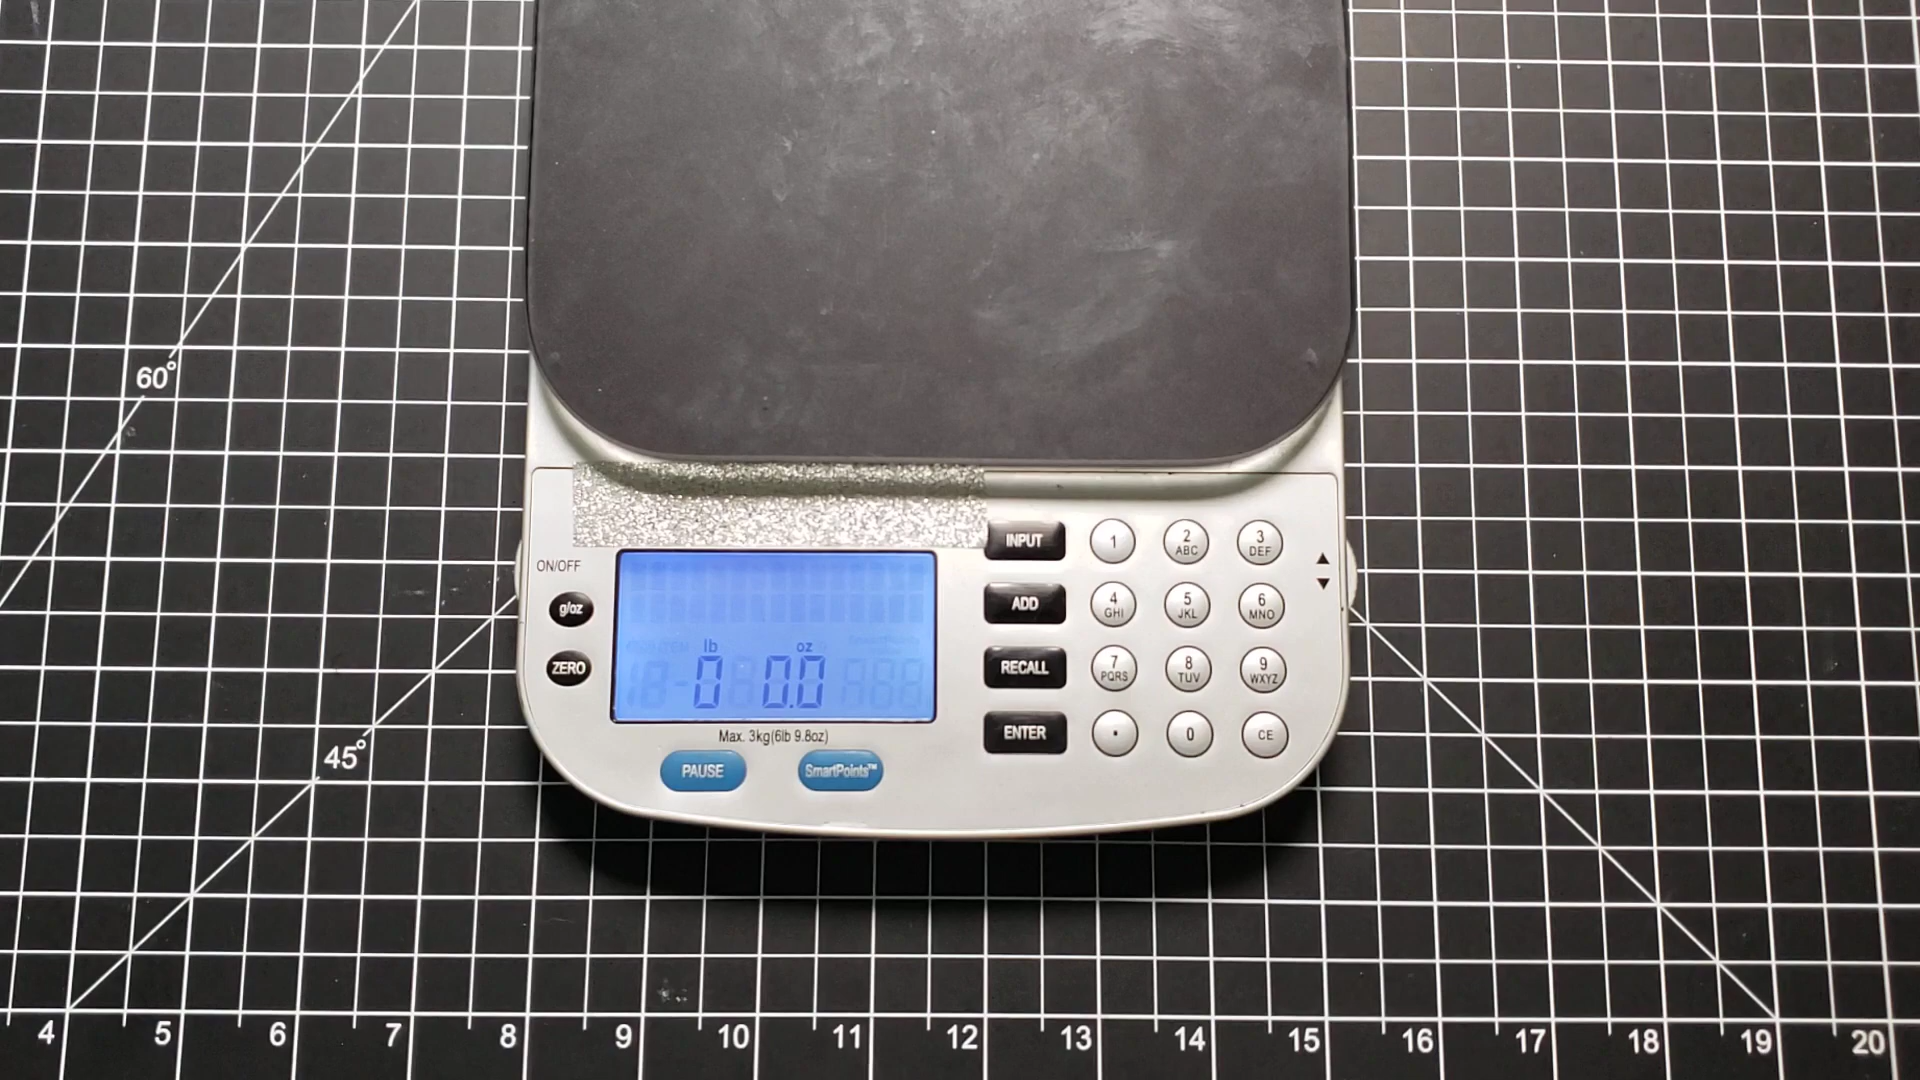 60°
INPUT 1 2 ABC 3 DEF
ON/OFF
g/oz
ADD 4 GHI 5 JKL 6 MNO
lb oz
0 0.0
ZERO
RECALL 7 PQRS 8 TUV 9 WXYZ
Max. 3kg(6lb 9.8oz)
ENTER . 0 CE
45°
PAUSE SmartPoints™
4 5 6 7 8 9 10 11 12 13 14 15 16 17 18 19 20